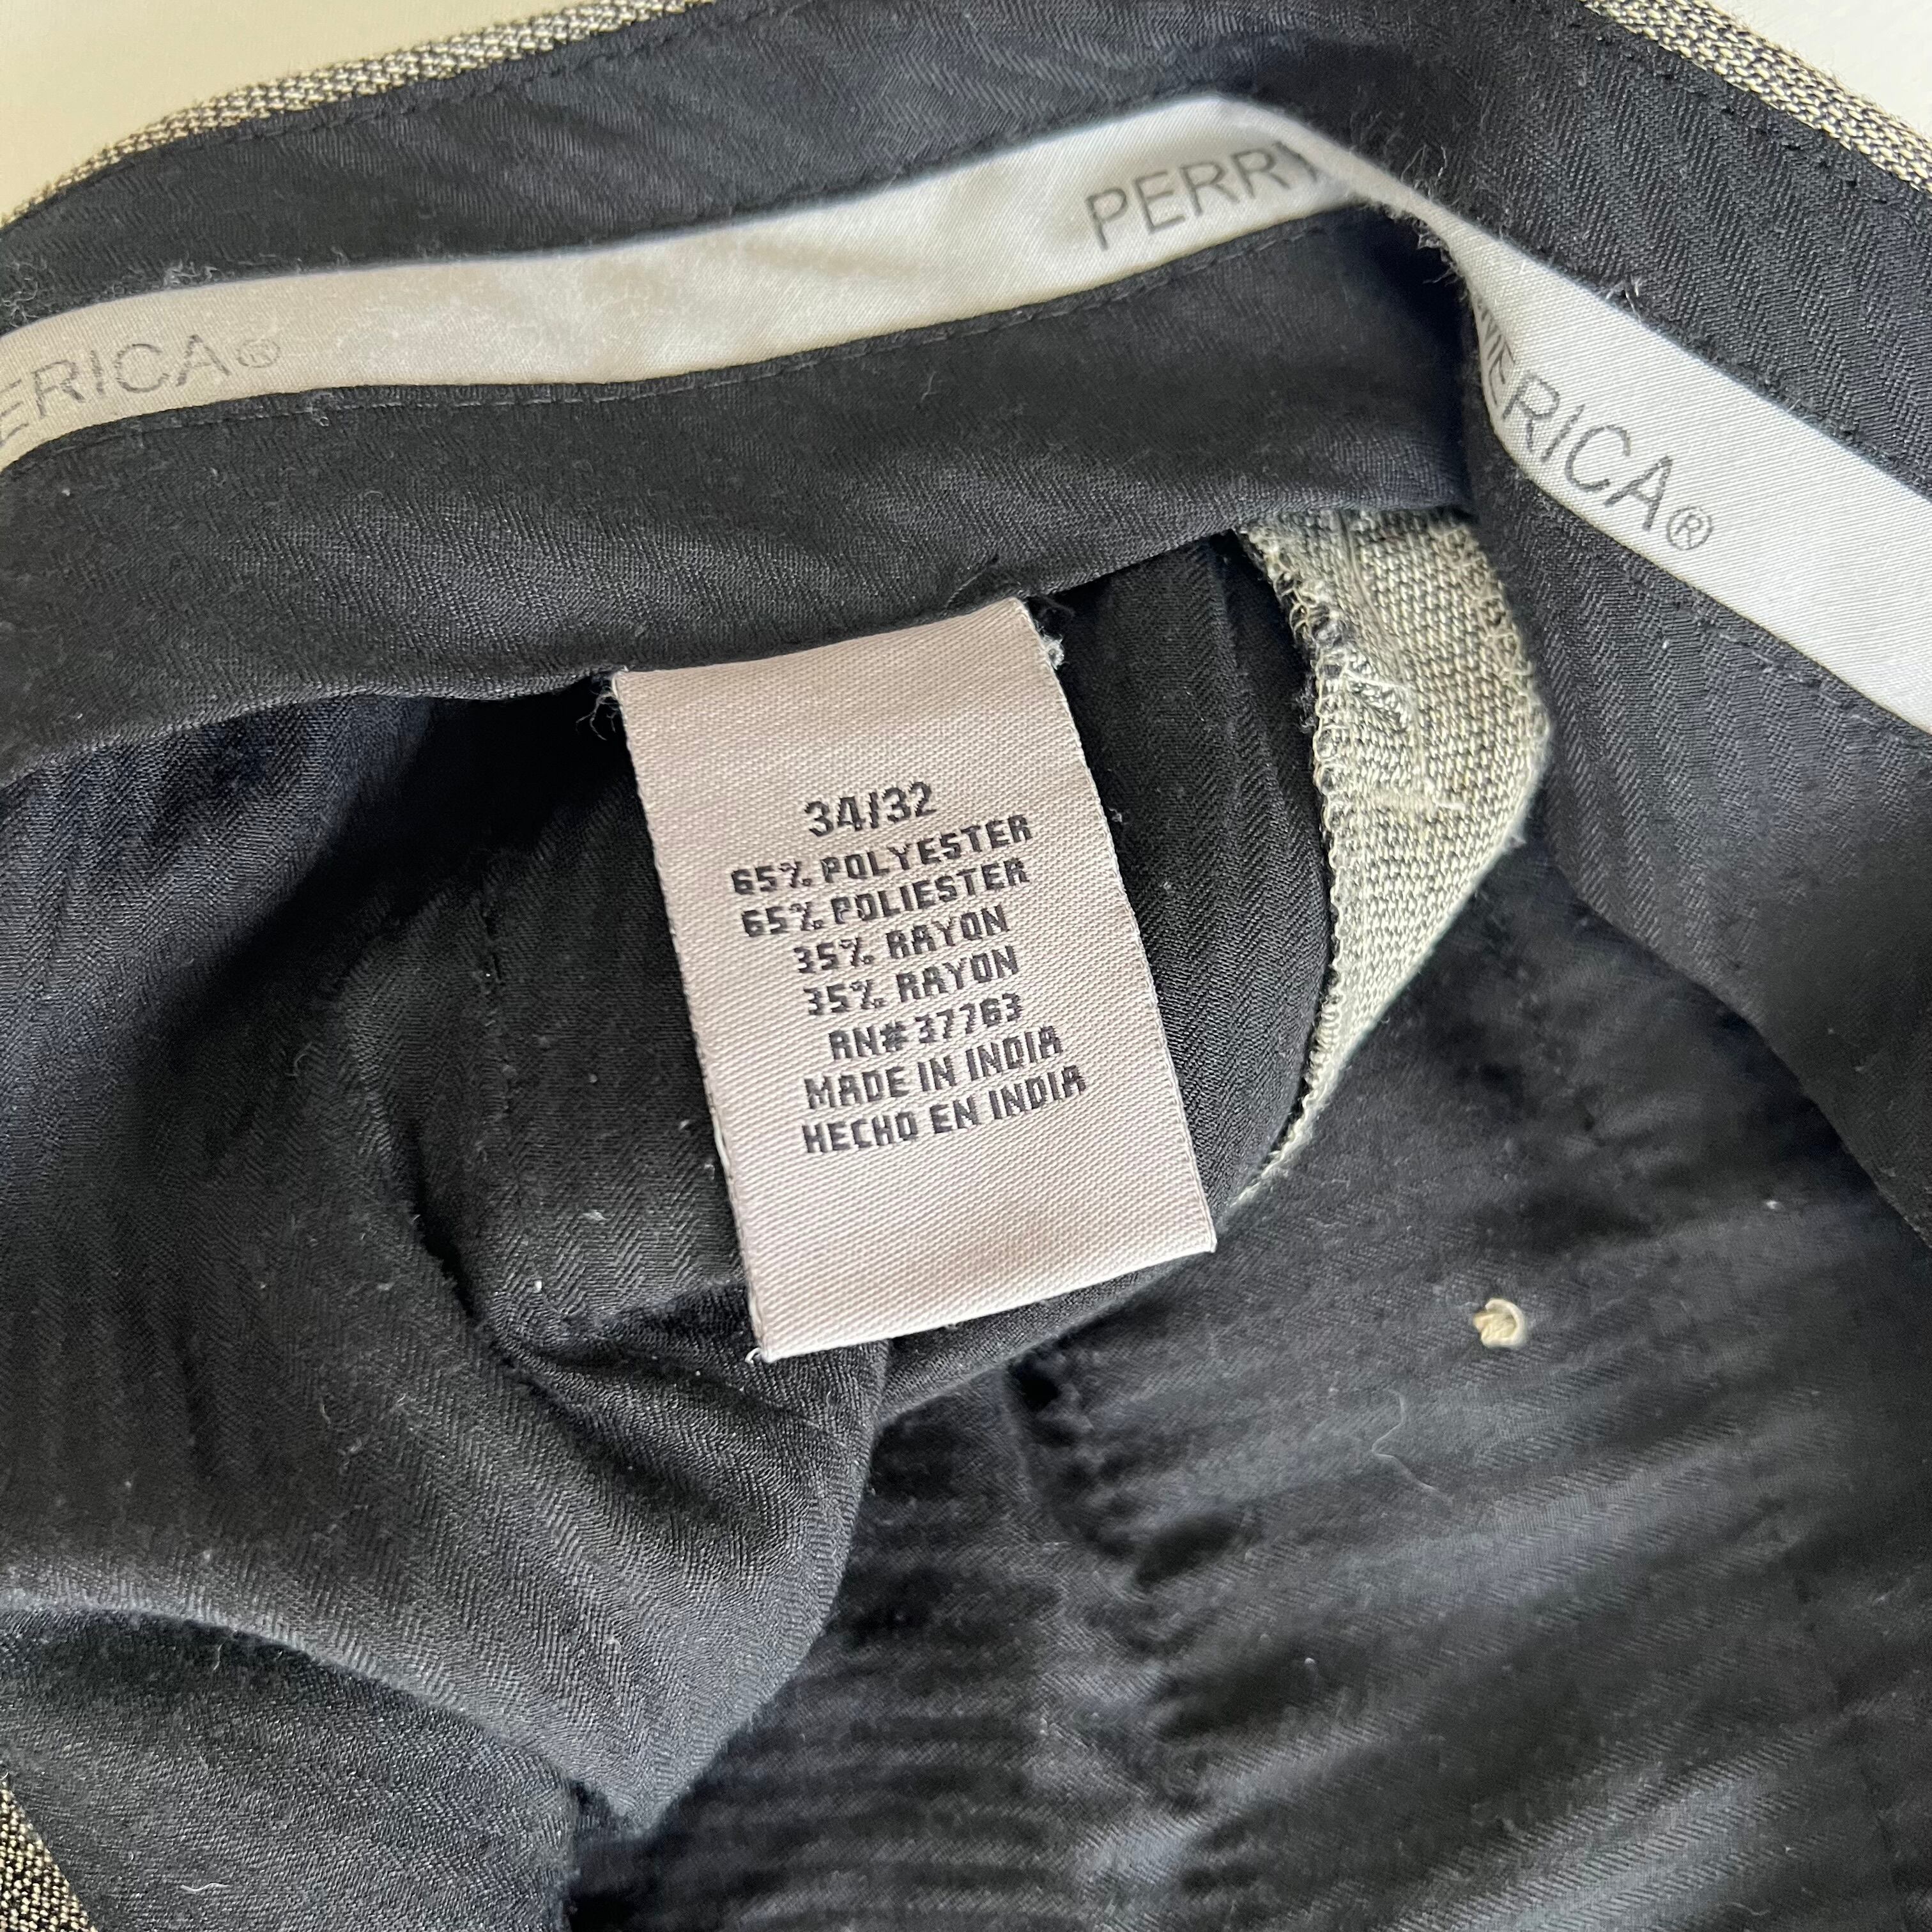 PERRY
ERICA®
MERICA®
34/32
65% POLYESTER
65% POLIESTER
35% RAYON
35% RAYON
RN# 37763
MADE IN INDIA
HECHO EN INDIA